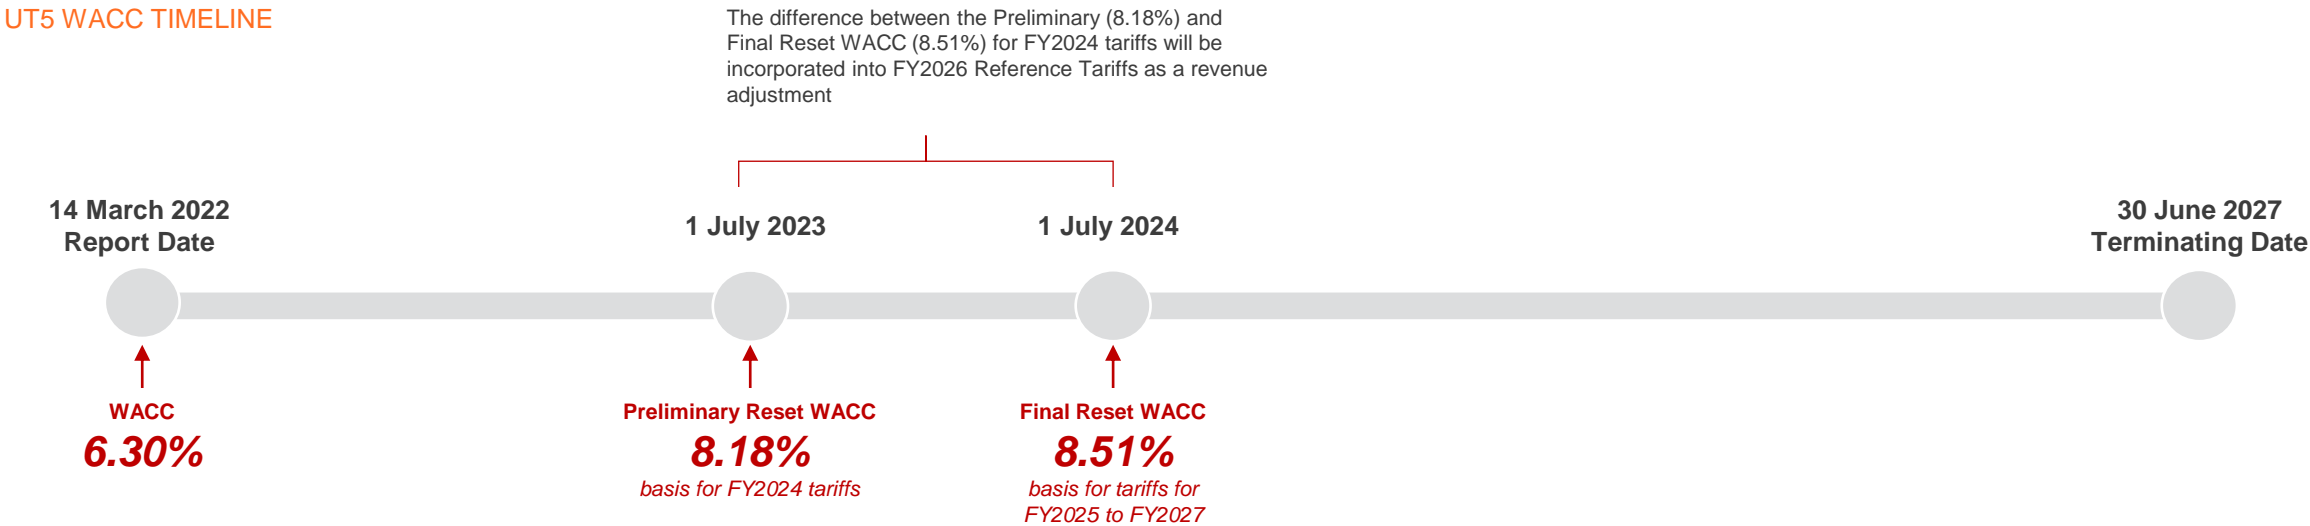 UT5 WACC TIMELINE
The difference between the Preliminary (8.18%) and
Final Reset WACC (8.51%) for FY2024 tariffs will be
incorporated into FY2026 Reference Tariffs as a revenue
adjustment
14 March 2022
Report Date
1 July 2023
1 July 2024
30 June 2027
Terminating Date
WACC
6.30%
Preliminary Reset WACC
8.18%
basis for FY2024 tariffs
Final Reset WACC
8.51%
basis for tariffs for
FY2025 to FY2027